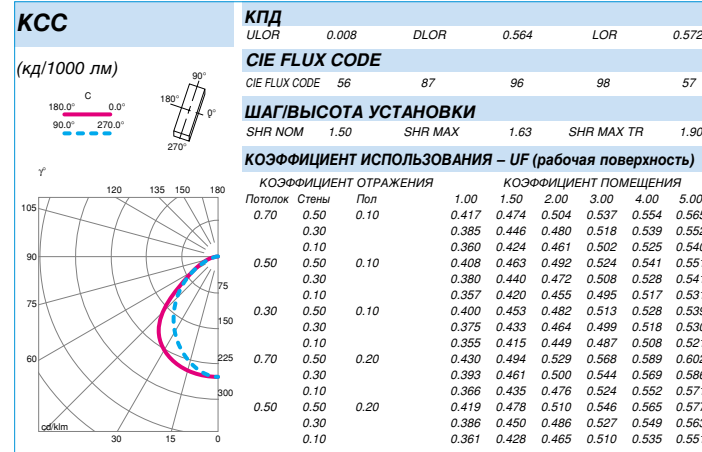 КСС
(кд/1000 лм)
C
180.0° 0.0°
90.0° 270.0°
90°
180° 0°
270°
γ°
120 135 150 180
105
90
75
60
30 15 0
75
150
225
300
cd/klm
КПД
ULOR 0.008 DLOR 0.564 LOR 0.572
CIE FLUX CODE
CIE FLUX CODE 56 87 96 98 57
ШАГ/ВЫСОТА УСТАНОВКИ
SHR NOM 1.50 SHR MAX 1.63 SHR MAX TR 1.90
КОЭФФИЦИЕНТ ИСПОЛЬЗОВАНИЯ – UF (рабочая поверхность)
КОЭФФИЦИЕНТ ОТРАЖЕНИЯ КОЭФФИЦИЕНТ ПОМЕЩЕНИЯ
Потолок Стены Пол 1.00 1.50 2.00 3.00 4.00 5.00
0.70 0.50 0.10 0.417 0.474 0.504 0.537 0.554 0.565
0.30 0.385 0.446 0.480 0.518 0.539 0.552
0.10 0.360 0.424 0.461 0.502 0.525 0.540
0.50 0.50 0.10 0.408 0.463 0.492 0.524 0.541 0.551
0.30 0.380 0.440 0.472 0.508 0.528 0.541
0.10 0.357 0.420 0.455 0.495 0.517 0.531
0.30 0.50 0.10 0.400 0.453 0.482 0.513 0.528 0.539
0.30 0.375 0.433 0.464 0.499 0.518 0.530
0.10 0.355 0.415 0.449 0.487 0.508 0.521
0.70 0.50 0.20 0.430 0.494 0.529 0.568 0.589 0.602
0.30 0.393 0.461 0.500 0.544 0.569 0.586
0.10 0.366 0.435 0.476 0.524 0.552 0.571
0.50 0.50 0.20 0.419 0.478 0.510 0.546 0.565 0.577
0.30 0.386 0.450 0.486 0.527 0.549 0.563
0.10 0.361 0.428 0.465 0.510 0.535 0.551